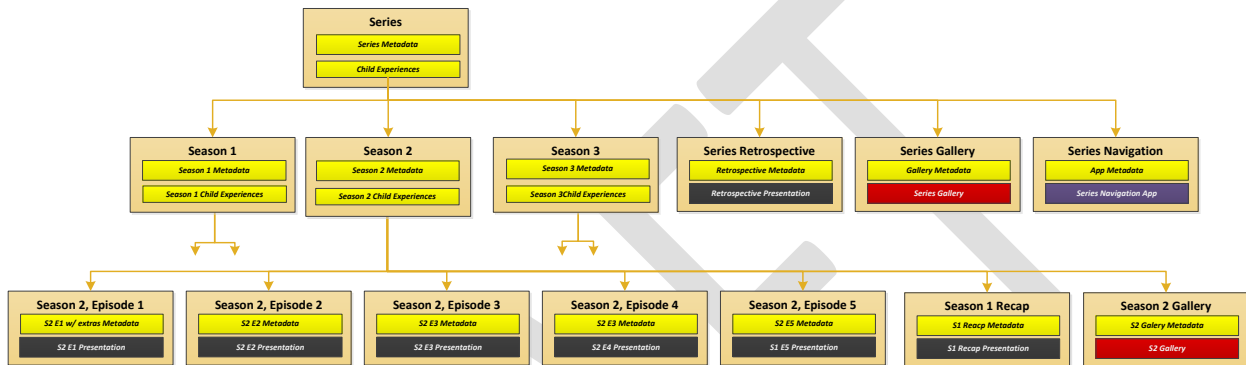 Series
Series Metadata
Child Experiences
Season 1
Season 1 Metadata
Season 1 Child Experiences
Season 2
Season 2 Metadata
Season 2 Child Experiences
Season 3
Season 3 Metadata
Season 3Child Experiences
Series Retrospective
Retrospective Metadata
Retrospective Presentation
Series Gallery
Gallery Metadata
Series Gallery
Series Navigation
App Metadata
Series Navigation App
Season 2, Episode 1
S2 E1 w/ extras Metadata
S2 E1 Presentation
Season 2, Episode 2
S2 E2 Metadata
S2 E2 Presentation
Season 2, Episode 3
S2 E3 Metadata
S2 E3 Presentation
Season 2, Episode 4
S2 E3 Metadata
S2 E4 Presentation
Season 2, Episode 5
S2 E5 Metadata
S1 E5 Presentation
Season 1 Recap
S1 Reacp Metadata
S1 Recap Presentation
Season 2 Gallery
S2 Galery Metadata
S2 Gallery